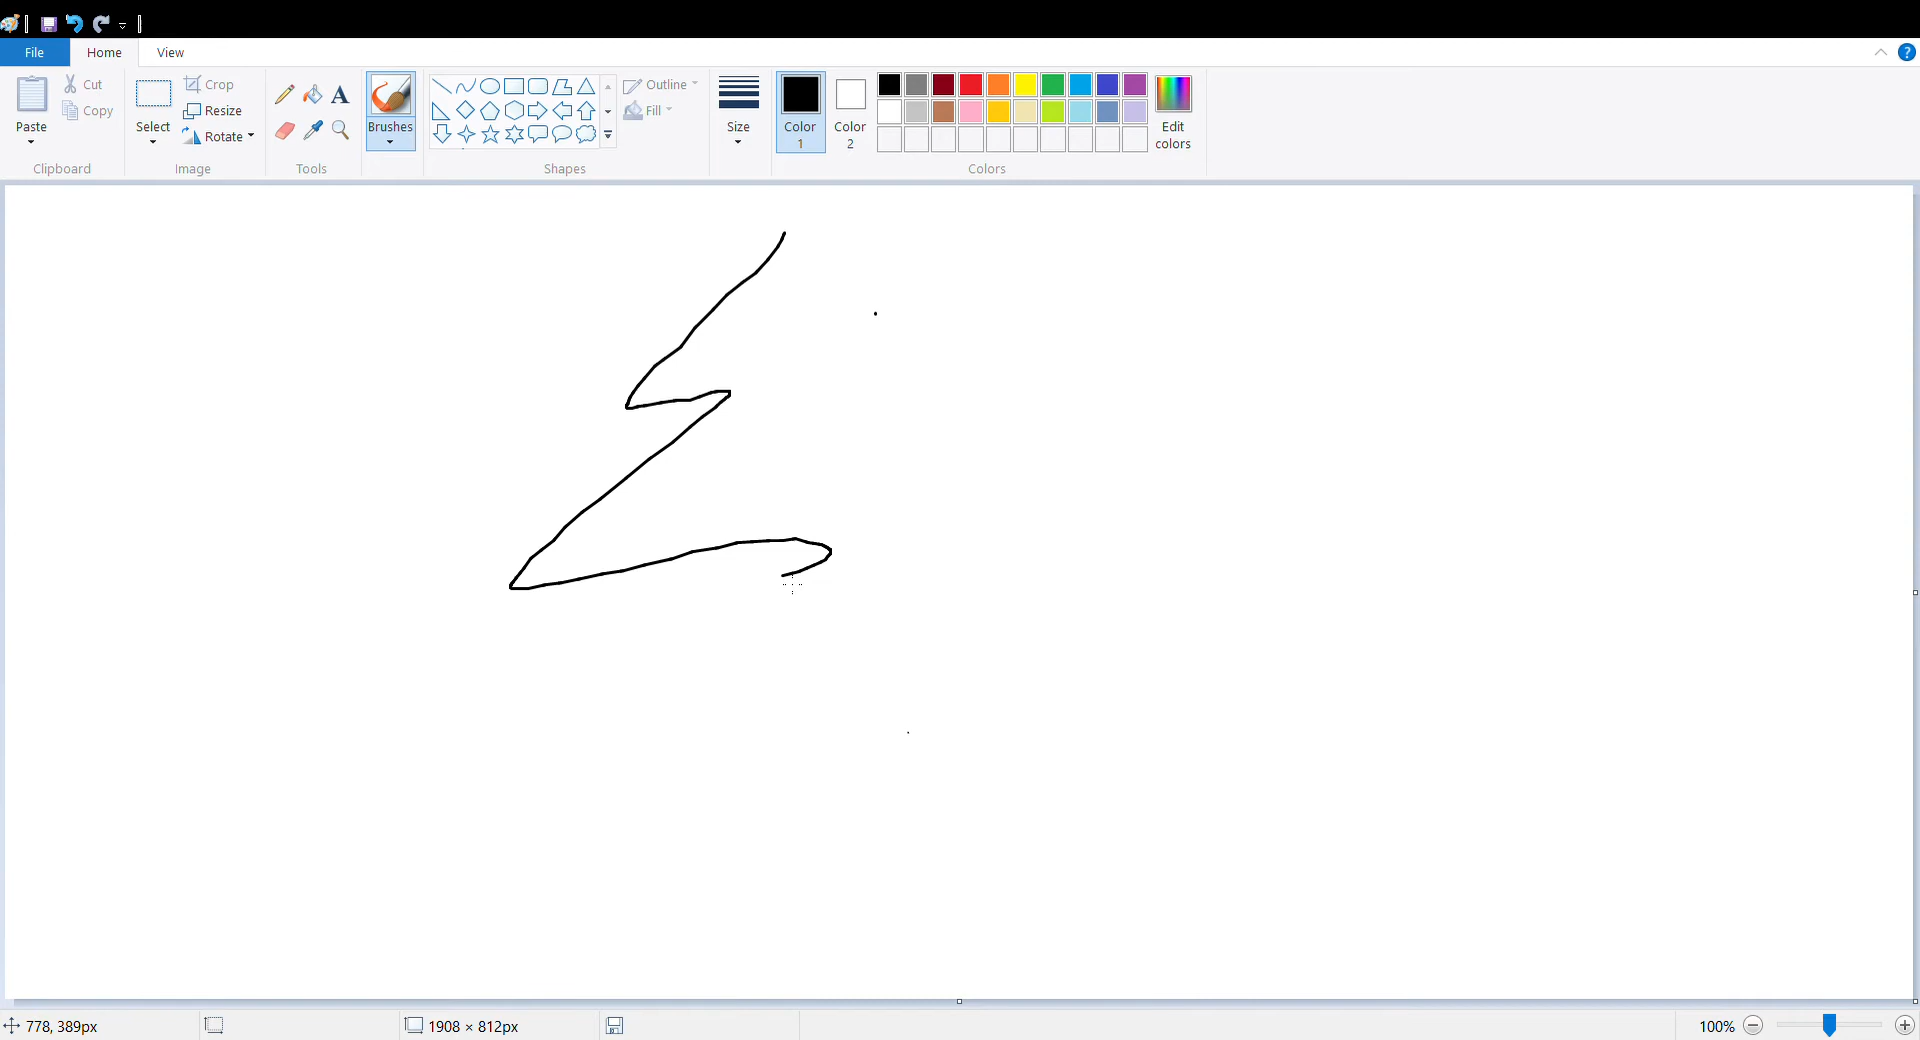 File Home View
Paste Cut Copy Select Crop Resize Rotate Brushes Outline Fill Size Color 1 Color 2 Edit colors
Clipboard Image Tools Shapes Colors
778, 389px 1908 × 812px 100%